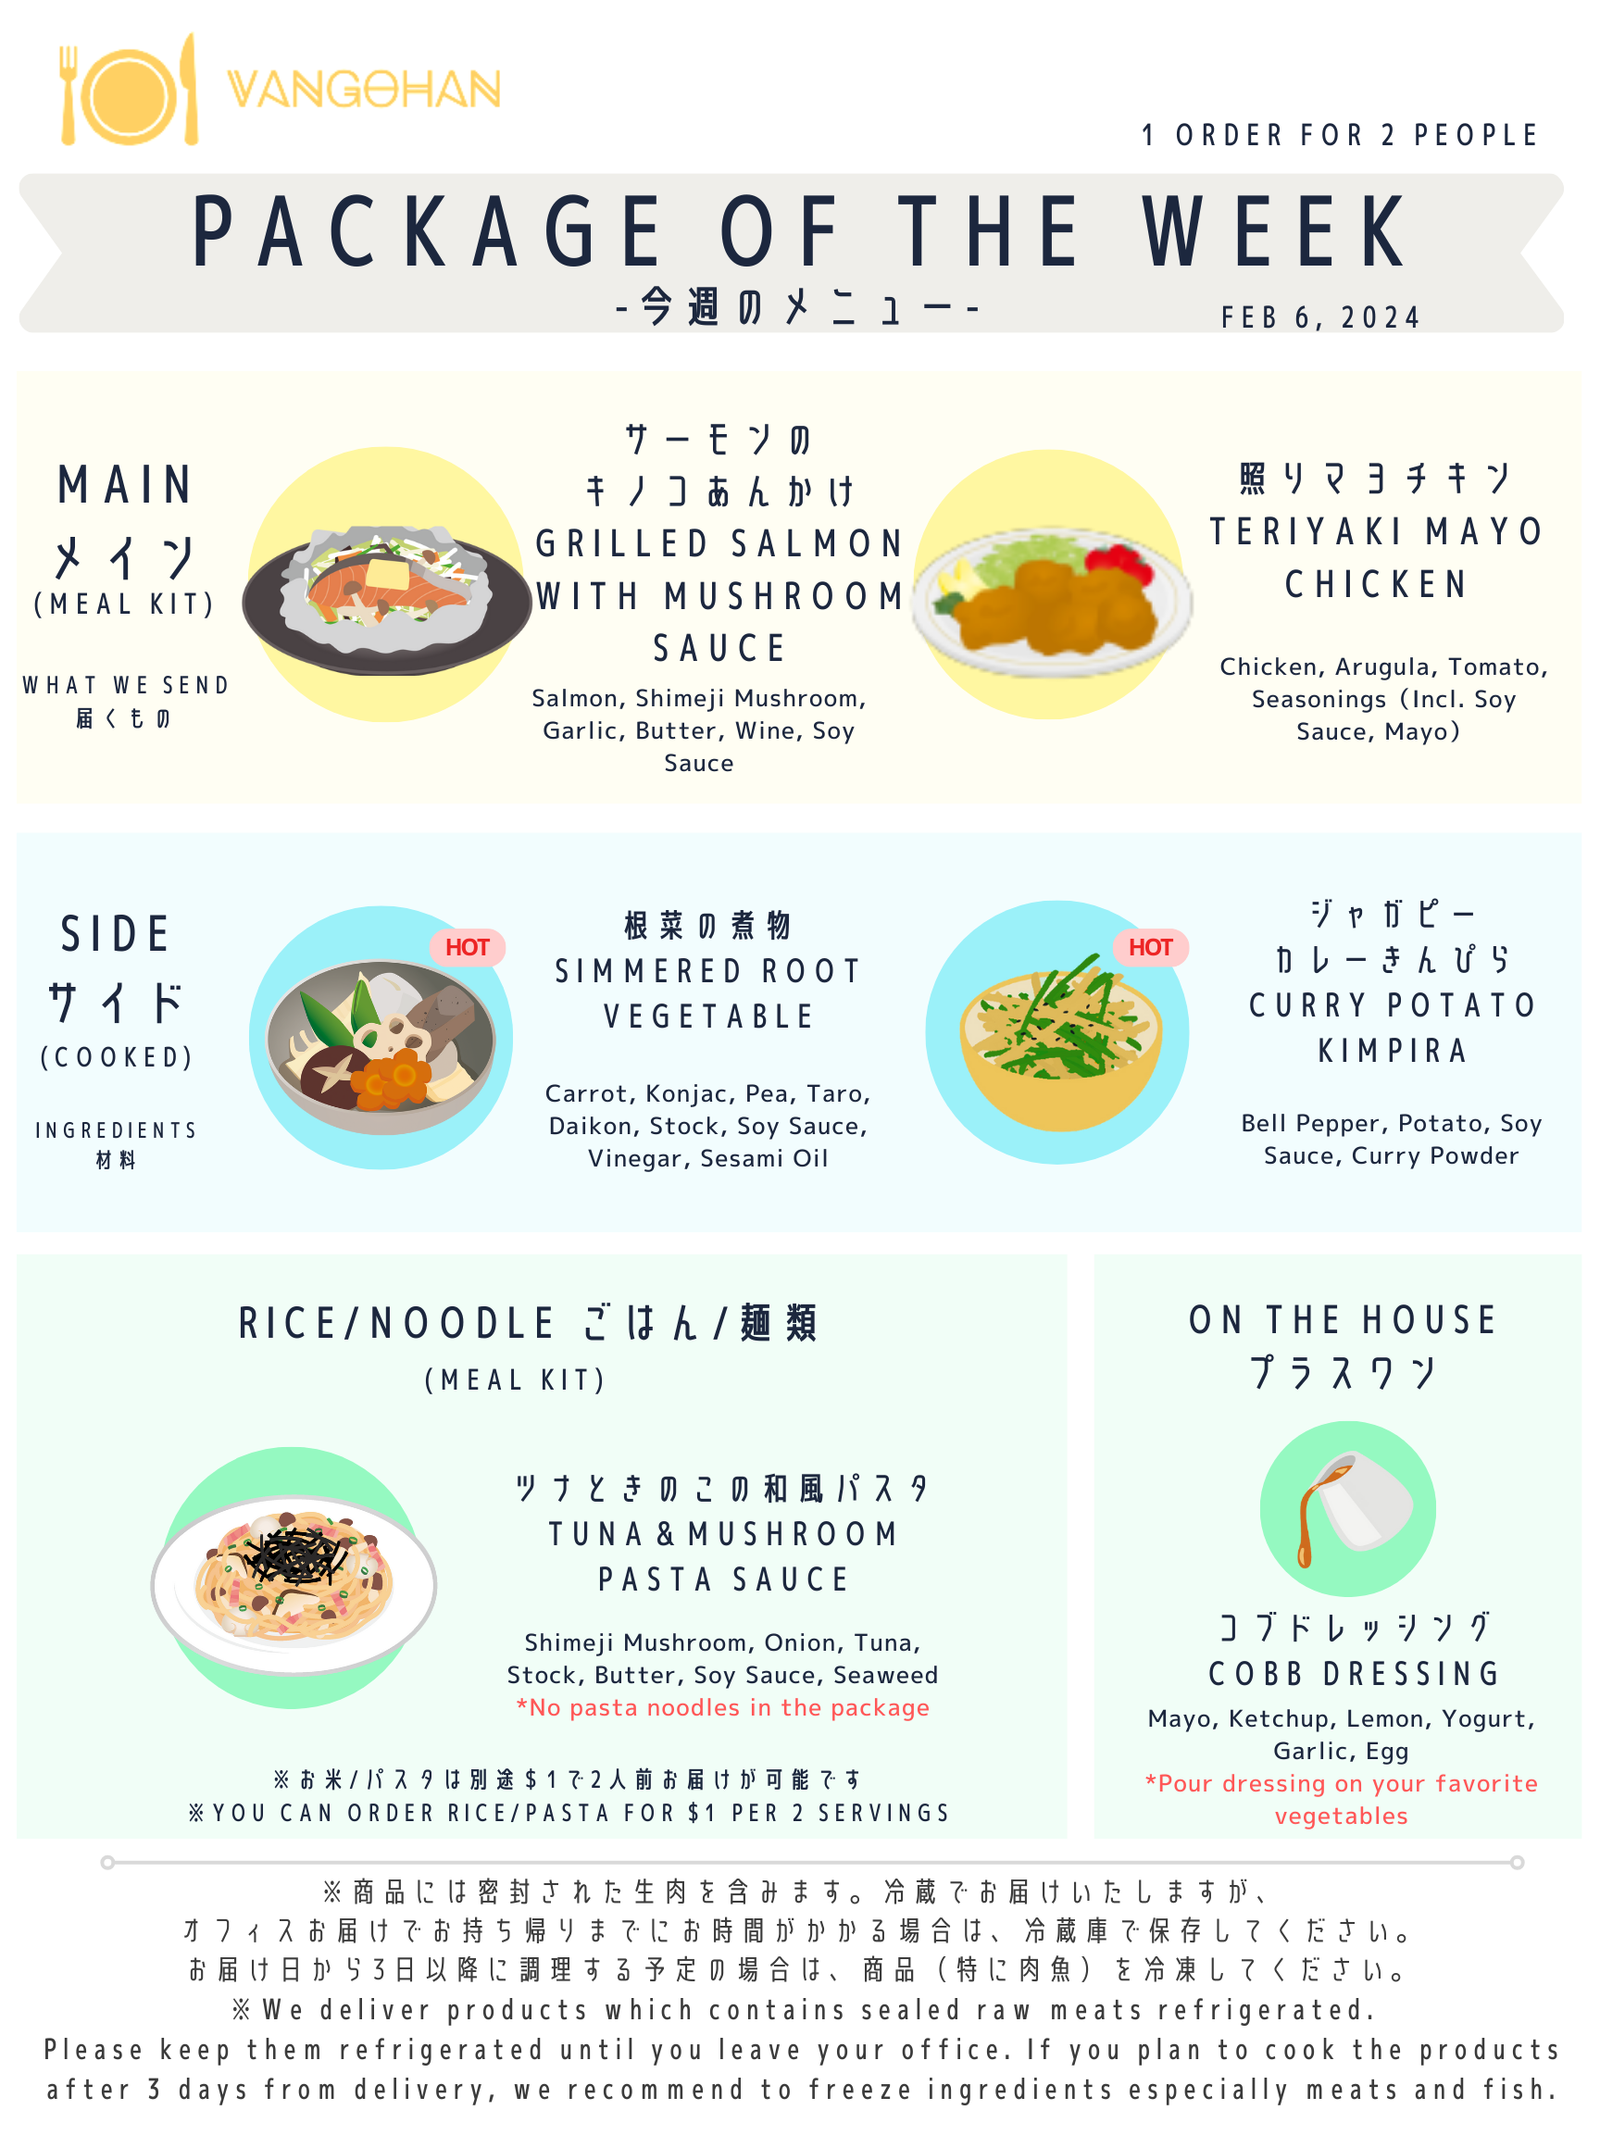 VANGOHAN
1 ORDER FOR 2 PEOPLE
PACKAGE OF THE WEEK
-今週のメニュー-
FEB 6, 2024
MAIN
メイン
(MEAL KIT)
WHAT WE SEND
届くもの
サーモンの
キノコあんかけ
GRILLED SALMON
WITH MUSHROOM
SAUCE
Salmon, Shimeji Mushroom,
Garlic, Butter, Wine, Soy
Sauce
照りマヨチキン
TERIYAKI MAYO
CHICKEN
Chicken, Arugula, Tomato,
Seasonings (Incl. Soy
Sauce, Mayo)
SIDE
サイド
(COOKED)
INGREDIENTS
材料
HOT
根菜の煮物
SIMMERED ROOT
VEGETABLE
Carrot, Konjac, Pea, Taro,
Daikon, Stock, Soy Sauce,
Vinegar, Sesami Oil
HOT
ジャガピー
カレーきんぴら
CURRY POTATO
KIMPIRA
Bell Pepper, Potato, Soy
Sauce, Curry Powder
RICE/NOODLE ごはん/麺類
(MEAL KIT)
ツナときのこの和風パスタ
TUNA&MUSHROOM
PASTA SAUCE
Shimeji Mushroom, Onion, Tuna,
Stock, Butter, Soy Sauce, Seaweed
*No pasta noodles in the package
※お米/パスタは別途$1で2人前お届けが可能です
※YOU CAN ORDER RICE/PASTA FOR $1 PER 2 SERVINGS
ON THE HOUSE
プラスワン
コブドレッシング
COBB DRESSING
Mayo, Ketchup, Lemon, Yogurt,
Garlic, Egg
*Pour dressing on your favorite
vegetables
※商品には密封された生肉を含みます。冷蔵でお届けいたしますが、
オフィスお届けでお持ち帰りまでにお時間がかかる場合は、冷蔵庫で保存してください。
お届け日から3日以降に調理する予定の場合は、商品（特に肉魚）を冷凍してください。
※We deliver products which contains sealed raw meats refrigerated.
Please keep them refrigerated until you leave your office. If you plan to cook the products
after 3 days from delivery, we recommend to freeze ingredients especially meats and fish.